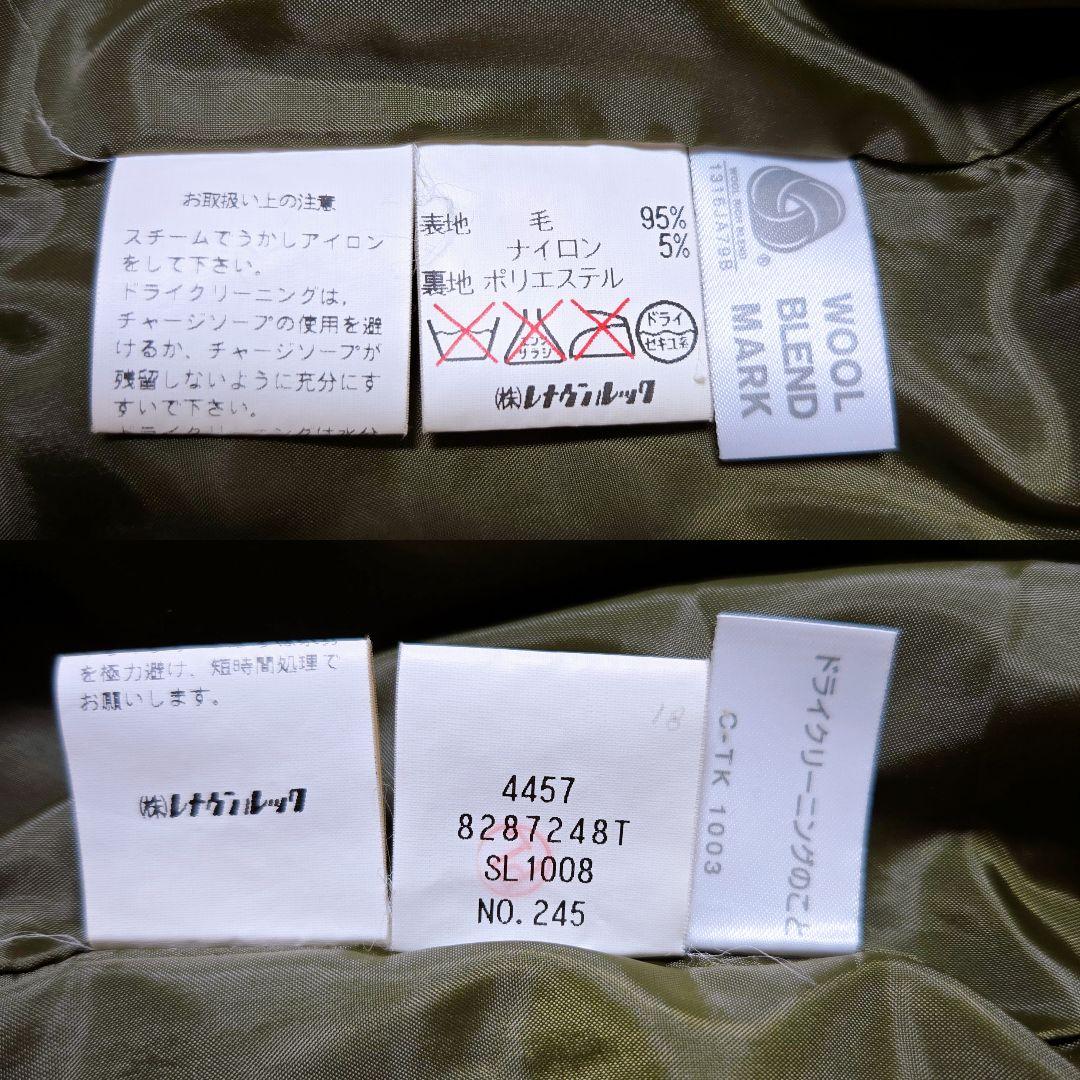 お取扱い上の注意
スチームでうかしアイロン
をして下さい。
ドライクリーニングは、
チャージソープの使用を避
けるか、チャージソープが
残留しないように充分にす
すいで下さい。
表地 毛 95%
ナイロン 5%
裏地 ポリエステル
エンソ
サラシ
ドライ
セキユ系
(株)レナウンルック
1316JA79B
WOOL
BLEND
MARK
を極力避け、短時間処理で
お願いします。
(株)レナウンルック
18
4457
8287248T
SL1008
NO.245
ドライクリーニングのこと
C-TK 1003